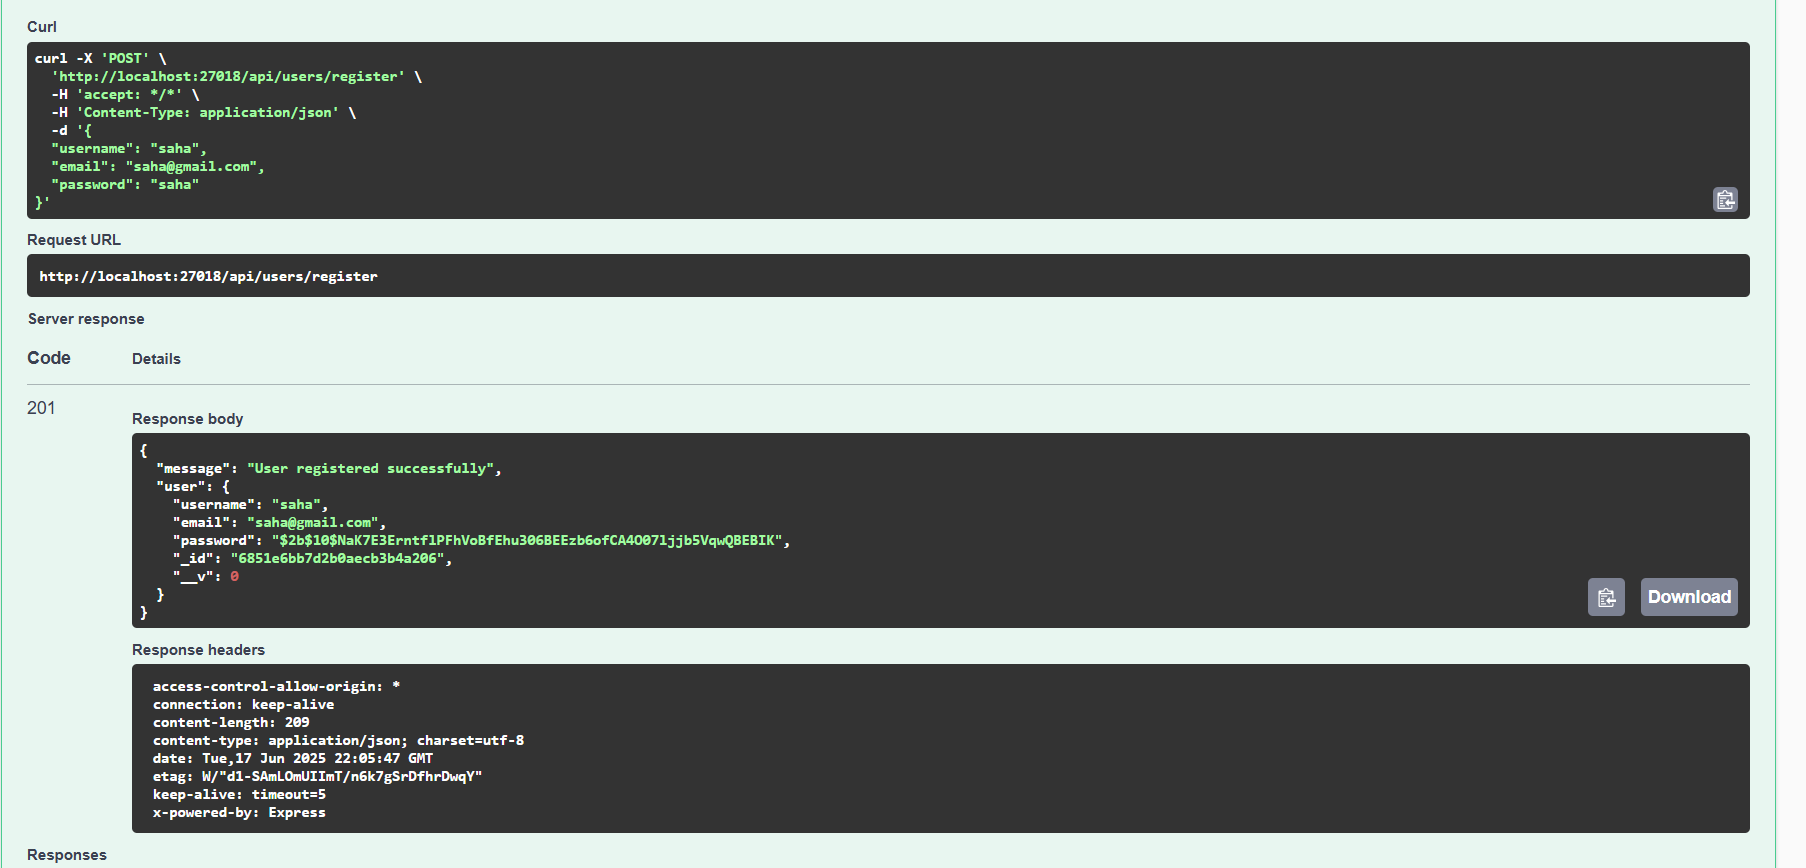 Curl
curl -X 'POST' \
'http://localhost:27018/api/users/register' \
-H 'accept: */*' \
-H 'Content-Type: application/json' \
-d '{
"username": "saha",
"email": "saha@gmail.com",
"password": "saha"
}'
Request URL
http://localhost:27018/api/users/register
Server response
Code Details
201
Response body
{
"message": "User registered successfully",
"user": {
"username": "saha",
"email": "saha@gmail.com",
"password": "$2b$10$NaK7E3ErntflPFhVoBfEhu306BEEzb6ofCA4O07ljjb5VqwQBEBIK",
"_id": "6851e6bb7d2b0aecb3b4a206",
"__v": 0
}
}
Download
Response headers
access-control-allow-origin: *
connection: keep-alive
content-length: 209
content-type: application/json; charset=utf-8
date: Tue,17 Jun 2025 22:05:47 GMT
etag: W/"d1-SAmLOmUIImT/n6k7gSrDfhrDwqY"
keep-alive: timeout=5
x-powered-by: Express
Responses